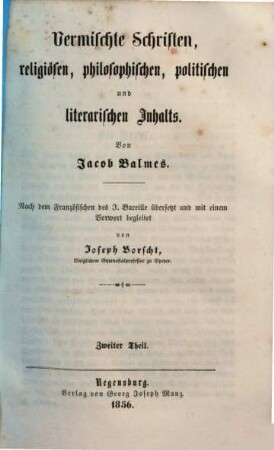 Vermischte Schriften,
religiösen, philosophischen, politischen
und
literarischen Inhalts.
Von
Jacob Balmes.
Nach dem Französischen des J. Bareille übersetzt und mit einem
Vorwort begleitet
von
Joseph Borscht,
königlichem Gymnasialprofessor zu Speyer.
Zweiter Theil.
Regensburg.
Verlag von Georg Joseph Manz.
1856.